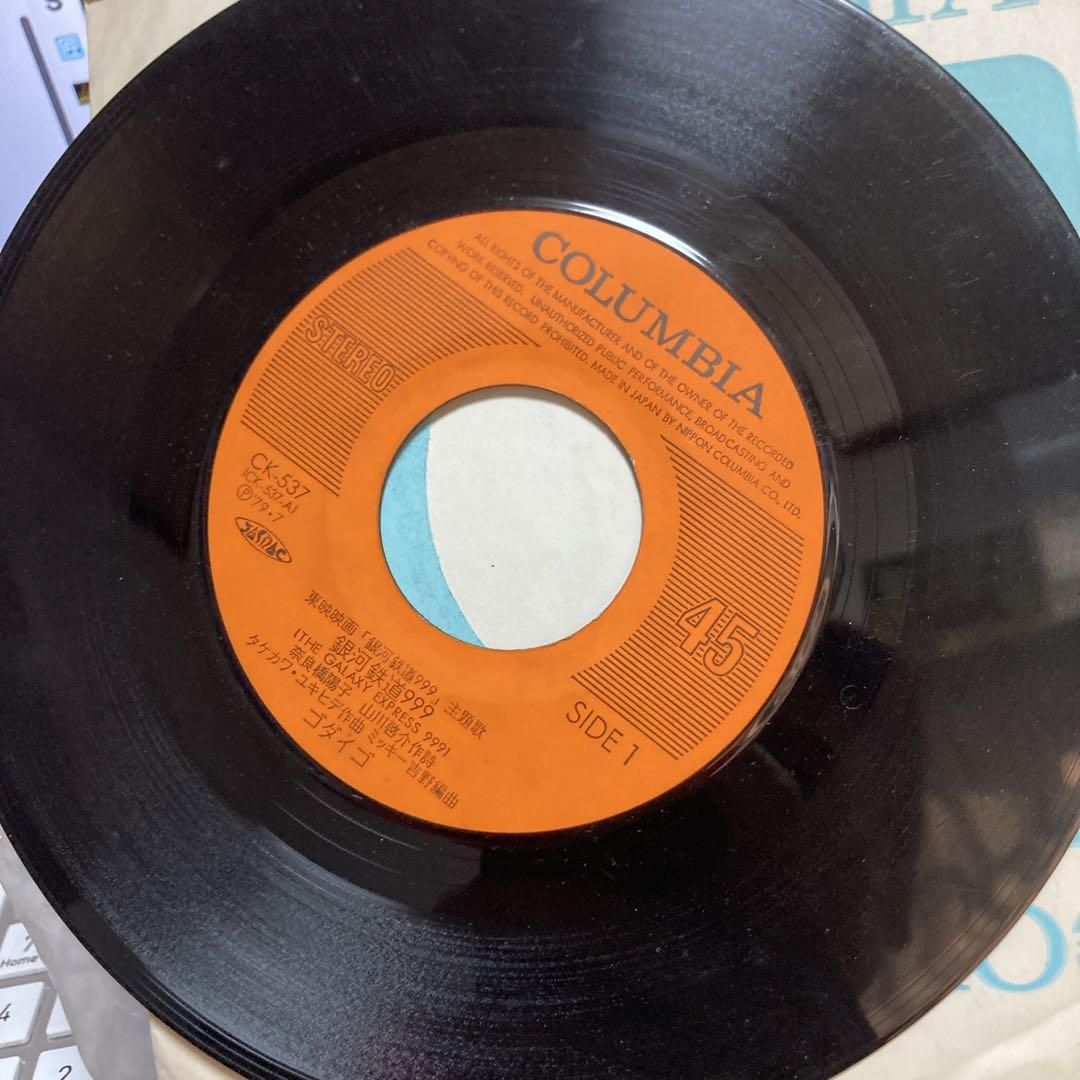 COLUMBIA
ALL RIGHTS OF THE MANUFACTURER AND OF THE OWNER OF THE RECORDED
WORK RESERVED. UNAUTHORIZED PUBLIC PERFORMANCE, BROADCASTING AND
COPYING OF THIS RECORD PROHIBITED. MADE IN JAPAN BY NIPPON COLUMBIA CO., LTD.
STEREO
CK-537
(CK-537-A)
Ⓟ'79・7
JASRAC
45
SIDE 1
東映映画「銀河鉄道999」主題歌
銀河鉄道999
(THE GALAXY EXPRESS 999)
奈良橋陽子 山川啓介作詩
タケカワ・ユキヒデ作曲 ミッキー吉野編曲
ゴダイゴ
7
Home
4
2